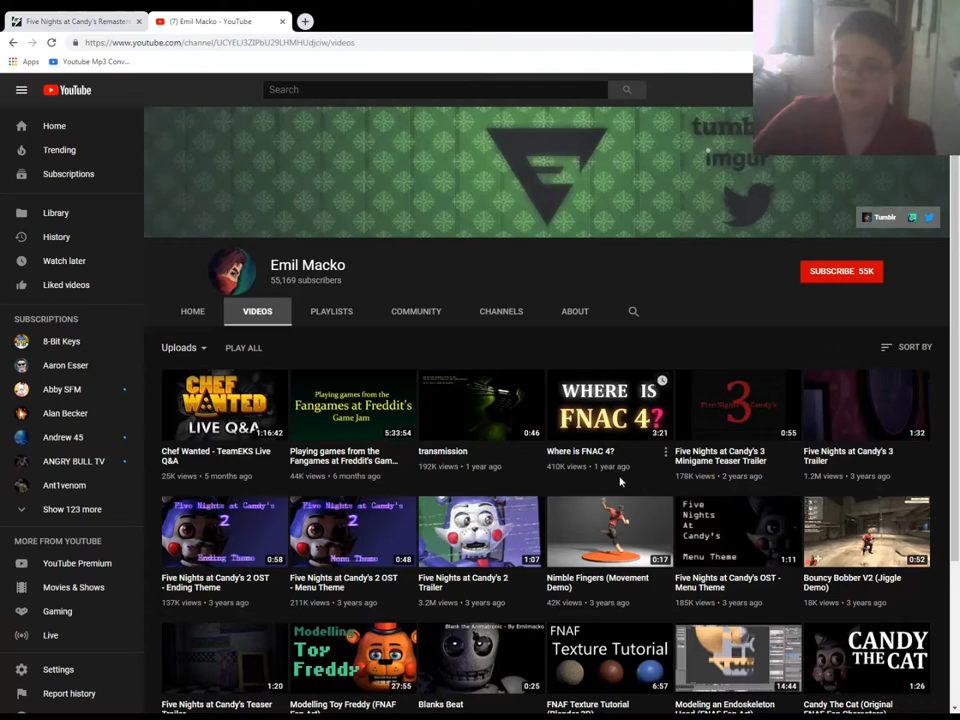 Five Nights at Candy's Remastere
(7) Emil Macko - YouTube
https://www.youtube.com/channel/UCYELJ3ZIPbU29LHMHUdjciw/videos
Apps
Youtube Mp3 Conv...
YouTube
Search
Home
Trending
Subscriptions
Library
History
Watch later
Liked videos
SUBSCRIPTIONS
8-Bit Keys
Aaron Esser
Abby SFM
Alan Becker
Andrew 45
ANGRY BULL TV
Ant1venom
Show 123 more
MORE FROM YOUTUBE
YouTube Premium
Movies & Shows
Gaming
Live
Settings
Report history
imgur
Tumblr
Emil Macko
55,169 subscribers
SUBSCRIBE 55K
HOME
VIDEOS
PLAYLISTS
COMMUNITY
CHANNELS
ABOUT
Uploads
PLAY ALL
SORT BY
CHEF
WANTED
LIVE Q&A
1:16:42
Playing games from the
Fangames at Freddit's
Game Jam
5:33:54
0:46
WHERE IS
FNAC 4?
3:21
3
Five Nights at Candy's
0:55
1:32
Chef Wanted - TeamEKS Live
Q&A
25K views • 5 months ago
Playing games from the
Fangames at Freddit's Gam...
44K views • 6 months ago
transmission
192K views • 1 year ago
Where is FNAC 4?
410K views • 1 year ago
Five Nights at Candy's 3
Minigame Teaser Trailer
178K views • 2 years ago
Five Nights at Candy's 3
Trailer
1.2M views • 3 years ago
Five Nights at Candy's
2
Ending Theme
0:58
Five Nights at Candy's
2
Menu Theme
0:48
1:07
0:17
Five
Nights
At
Candy's
Menu Theme
1:11
0:52
Five Nights at Candy's 2 OST
- Ending Theme
137K views • 3 years ago
Five Nights at Candy's 2 OST
- Menu Theme
211K views • 3 years ago
Five Nights at Candy's 2
Trailer
3.2M views • 3 years ago
Nimble Fingers (Movement
Demo)
42K views • 3 years ago
Five Nights at Candy's OST -
Menu Theme
185K views • 3 years ago
Bouncy Bobber V2 (Jiggle
Demo)
18K views • 3 years ago
1:20
Modelling
Toy
Freddy
27:55
Blank the Animatronic - By Emilmacko
0:25
FNAF
Texture Tutorial
6:57
14:44
CANDY
THE CAT
1:26
Five Nights at Candy's Teaser
Modelling Toy Freddy (FNAF
Blanks Beat
FNAF Texture Tutorial
Modeling an Endoskeleton
Candy The Cat (Original